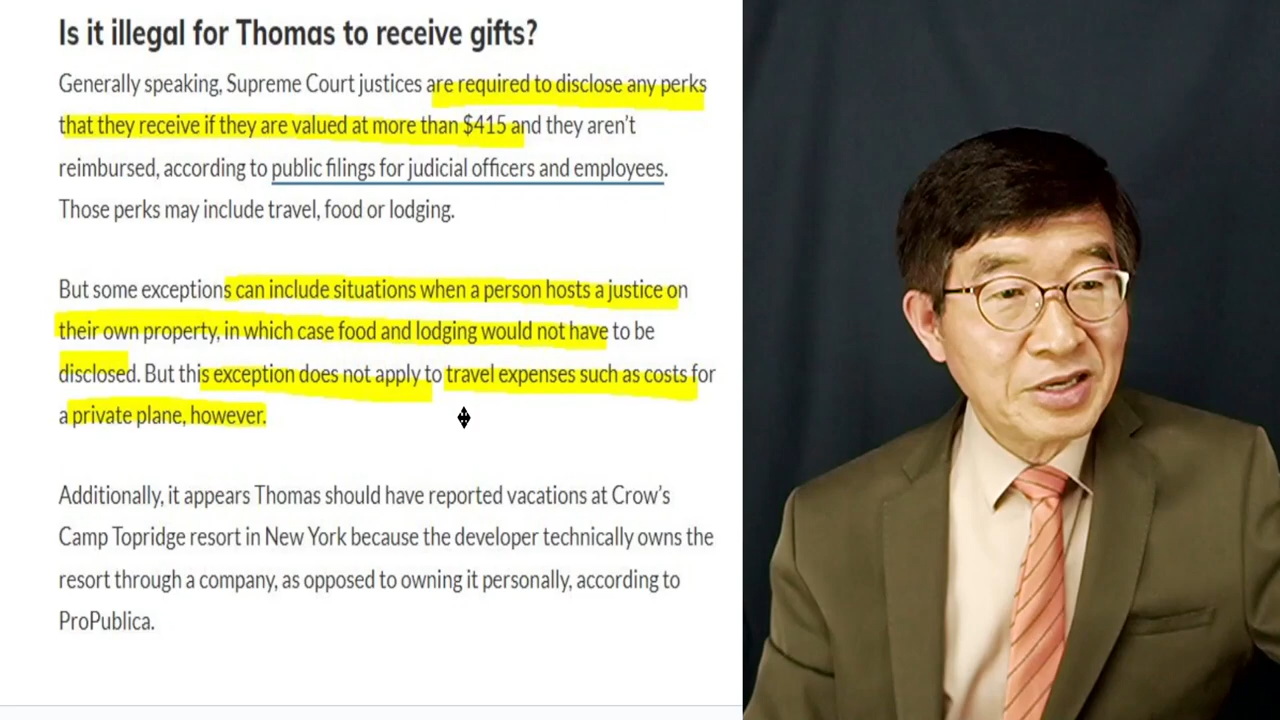 Is it illegal for Thomas to receive gifts?
Generally speaking, Supreme Court justices are required to disclose any perks
that they receive if they are valued at more than $415 and they aren’t
reimbursed, according to public filings for judicial officers and employees.
Those perks may include travel, food or lodging.
But some exceptions can include situations when a person hosts a justice on
their own property, in which case food and lodging would not have to be
disclosed. But this exception does not apply to travel expenses such as costs for
a private plane, however.
Additionally, it appears Thomas should have reported vacations at Crow’s
Camp Topridge resort in New York because the developer technically owns the
resort through a company, as opposed to owning it personally, according to
ProPublica.